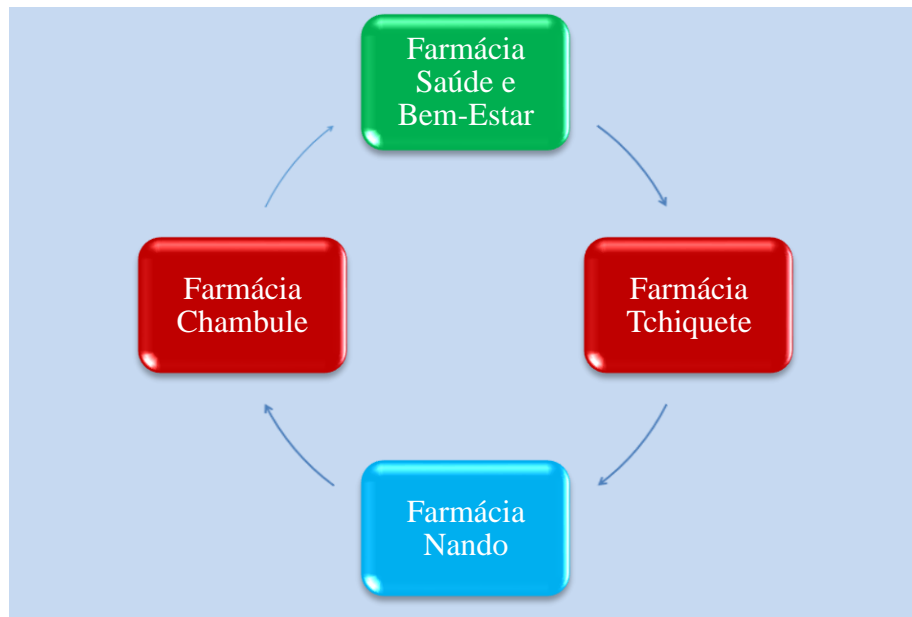 Farmácia
Saúde e
Bem-Estar
Farmácia
Chambule
Farmácia
Tchiquete
Farmácia
Nando